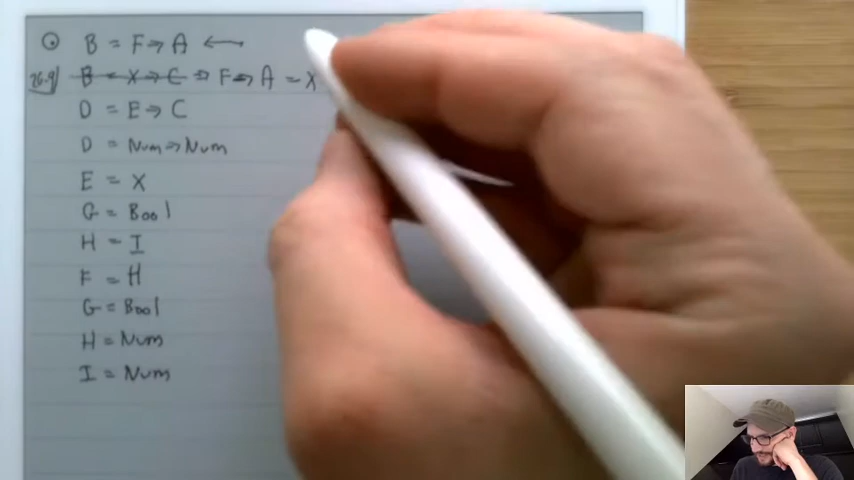 ⊙ B = F → A ←
26.9 B = X → C ⇒ F → A = X
D = E → C
D = Num → Num
E = X
G = Bool
H = I
F = H
G = Bool
H = Num
I = Num